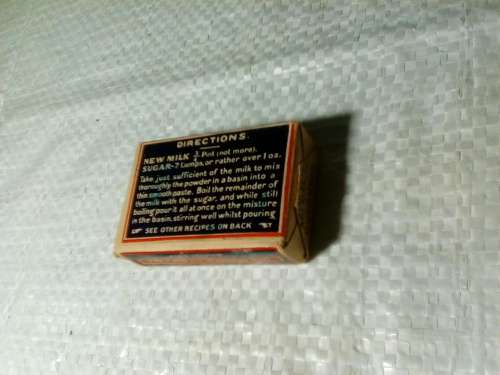 DIRECTIONS.
NEW MILK ¾ Pint (not more).
SUGAR-7 Lumps, or rather over 1 oz.
Take just sufficient of the milk to mix
thoroughly the powder in a basin into a
thin smooth paste. Boil the remainder of
the milk with the sugar, and while still
boiling pour it all at once on the mixture
in the basin, stirring well whilst pouring
SEE OTHER RECIPES ON BACK